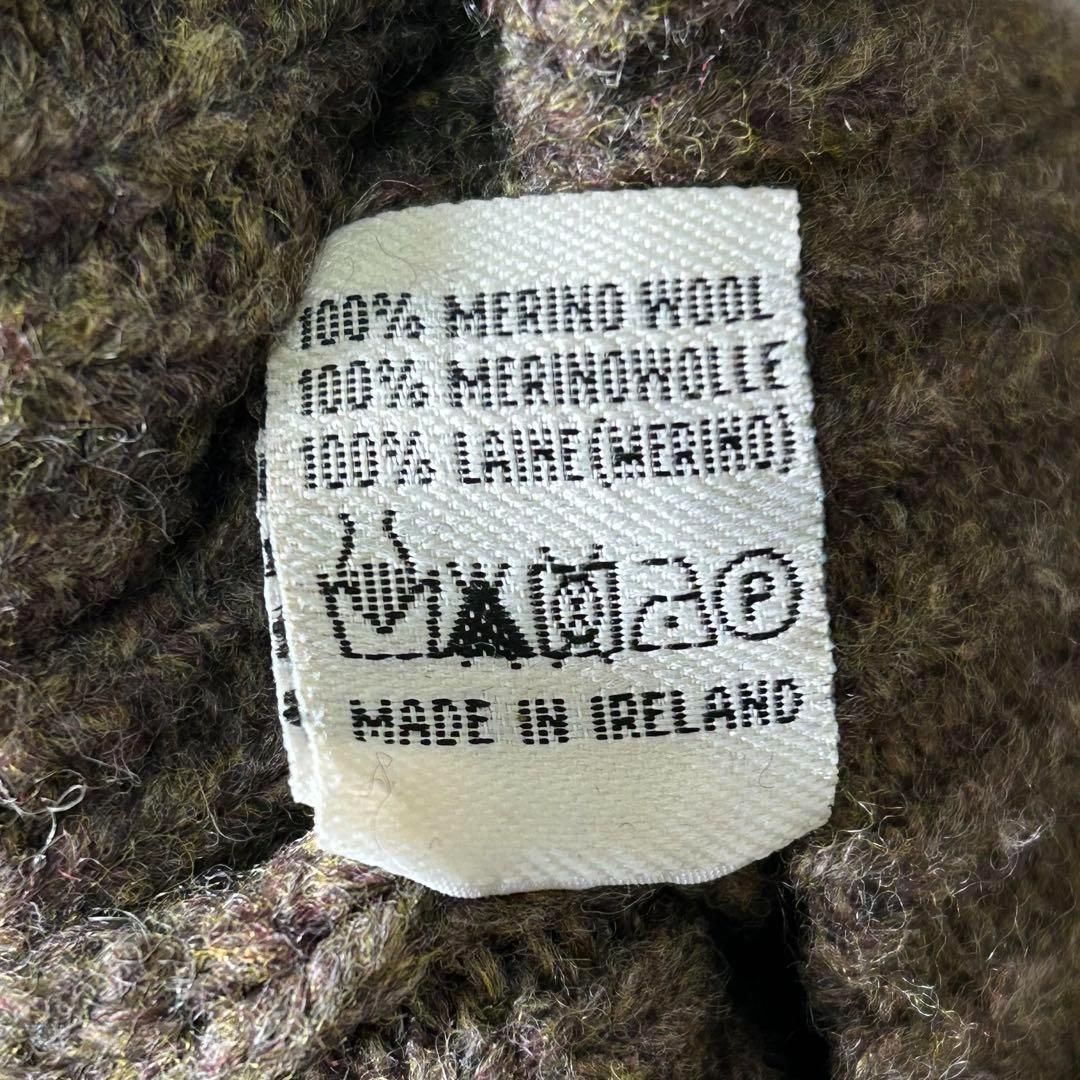 100% MERINO WOOL
100% MERINOWOLLE
100% LAINE(MERINO)
P
MADE IN IRELAND